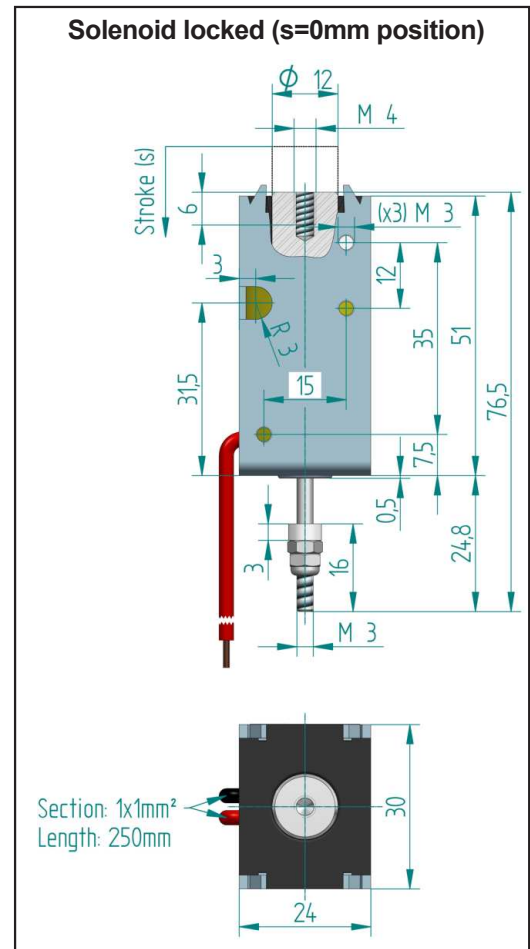 Solenoid locked (s=0mm position)
Φ 12
M 4
Stroke (s)
6
(x3) M 3
3
12
R 3
35
51
76,5
31,5
15
7,5
0,5
24,8
3
16
M 3
Section: 1x1mm²
Length: 250mm
30
24